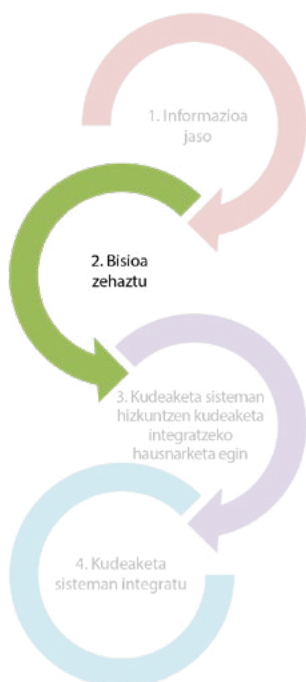 1. Informazioa
jaso
2. Bisioa
zehaztu
3. Kudeaketa sisteman
hizkuntzen kudeaketa
integratzeko
hausnarketa egin
4. Kudeaketa
sisteman integratu